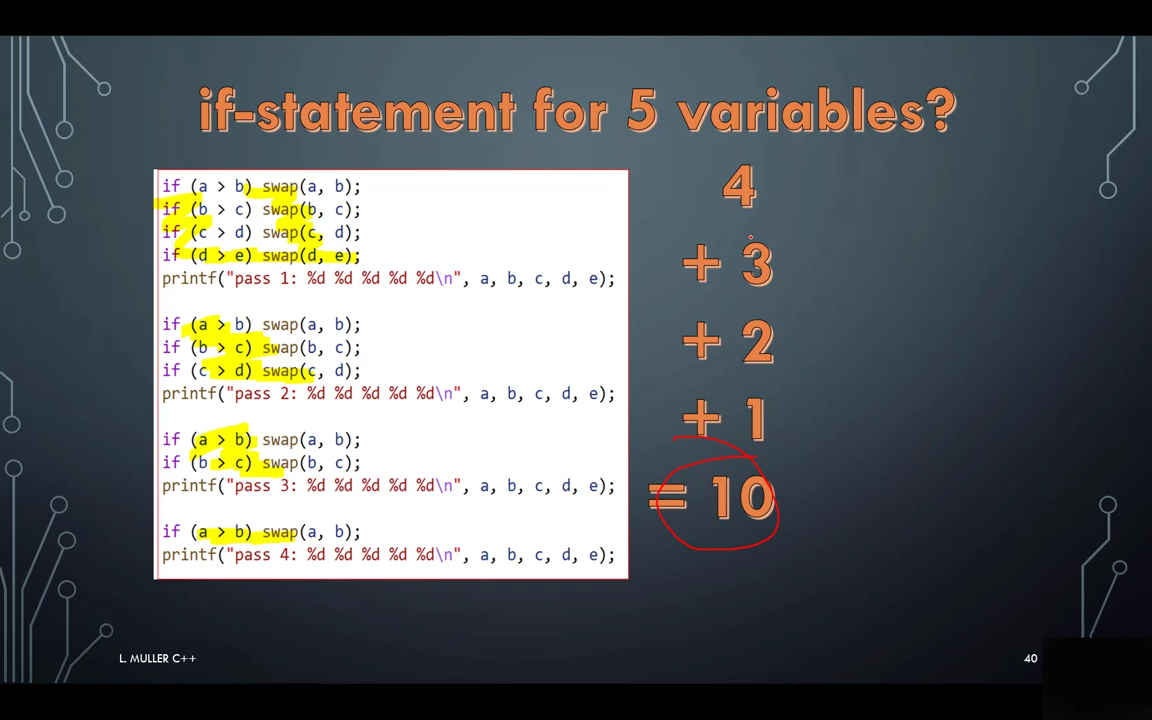 if-statement for 5 variables?
if (a > b) swap(a, b);
if (b > c) swap(b, c);
if (c > d) swap(c, d);
if (d > e) swap(d, e);
printf("pass 1: %d %d %d %d %d\n", a, b, c, d, e);
if (a > b) swap(a, b);
if (b > c) swap(b, c);
if (c > d) swap(c, d);
printf("pass 2: %d %d %d %d %d\n", a, b, c, d, e);
if (a > b) swap(a, b);
if (b > c) swap(b, c);
printf("pass 3: %d %d %d %d %d\n", a, b, c, d, e);
if (a > b) swap(a, b);
printf("pass 4: %d %d %d %d %d\n", a, b, c, d, e);
4
+ 3
+ 2
+ 1
= 10
L. MULLER C++
40